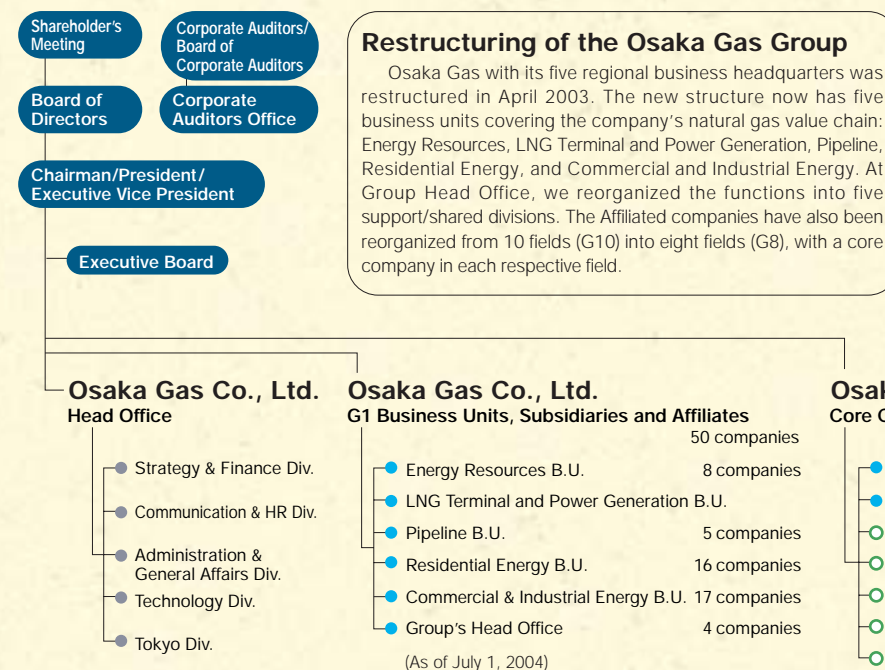 Shareholder's
Meeting
Corporate Auditors/
Board of
Corporate Auditors
Board of
Directors
Corporate
Auditors Office
Chairman/President/
Executive Vice President
Executive Board
Restructuring of the Osaka Gas Group
Osaka Gas with its five regional business headquarters was
restructured in April 2003. The new structure now has five
business units covering the company's natural gas value chain:
Energy Resources, LNG Terminal and Power Generation, Pipeline,
Residential Energy, and Commercial and Industrial Energy. At
Group Head Office, we reorganized the functions into five
support/shared divisions. The Affiliated companies have also been
reorganized from 10 fields (G10) into eight fields (G8), with a core
company in each respective field.
Osaka Gas Co., Ltd.
Head Office
Strategy & Finance Div.
Communication & HR Div.
Administration &
General Affairs Div.
Technology Div.
Tokyo Div.
Osaka Gas Co., Ltd.
G1 Business Units, Subsidiaries and Affiliates
50 companies
Energy Resources B.U. 8 companies
LNG Terminal and Power Generation B.U.
Pipeline B.U. 5 companies
Residential Energy B.U. 16 companies
Commercial & Industrial Energy B.U. 17 companies
Group's Head Office 4 companies
(As of July 1, 2004)
Core